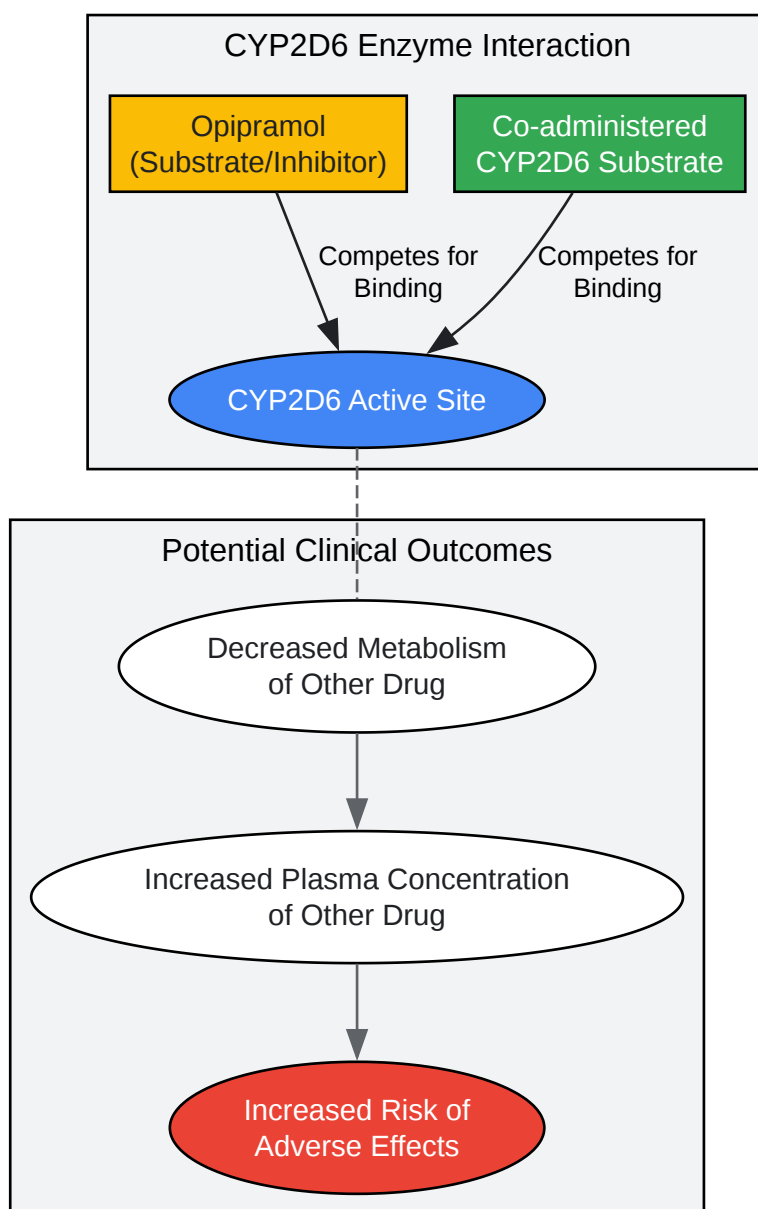 CYP2D6 Enzyme Interaction
Opipramol
(Substrate/Inhibitor)
Co-administered
CYP2D6 Substrate
Competes for
Binding
Competes for
Binding
CYP2D6 Active Site
Potential Clinical Outcomes
Decreased Metabolism
of Other Drug
Increased Plasma Concentration
of Other Drug
Increased Risk of
Adverse Effects